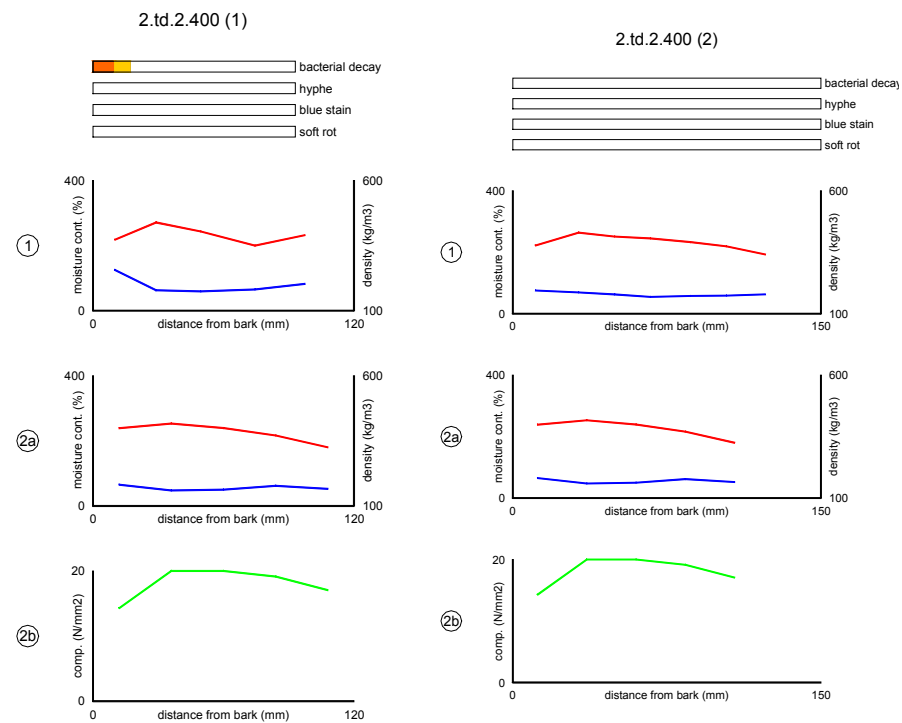 2.td.2.400 (1)
bacterial decay
hyphe
blue stain
soft rot
1
400
moisture cont. (%)
0
600
density (kg/m3)
100
0
distance from bark (mm)
120
2a
400
moisture cont. (%)
0
600
density (kg/m3)
100
0
distance from bark (mm)
120
2b
20
comp. (N/mm2)
0
0
distance from bark (mm)
120
2.td.2.400 (2)
bacterial decay
hyphe
blue stain
soft rot
1
400
moisture cont. (%)
0
600
density (kg/m3)
100
0
distance from bark (mm)
150
2a
400
moisture cont. (%)
0
600
density (kg/m3)
100
0
distance from bark (mm)
150
2b
20
comp. (N/mm2)
0
0
distance from bark (mm)
150